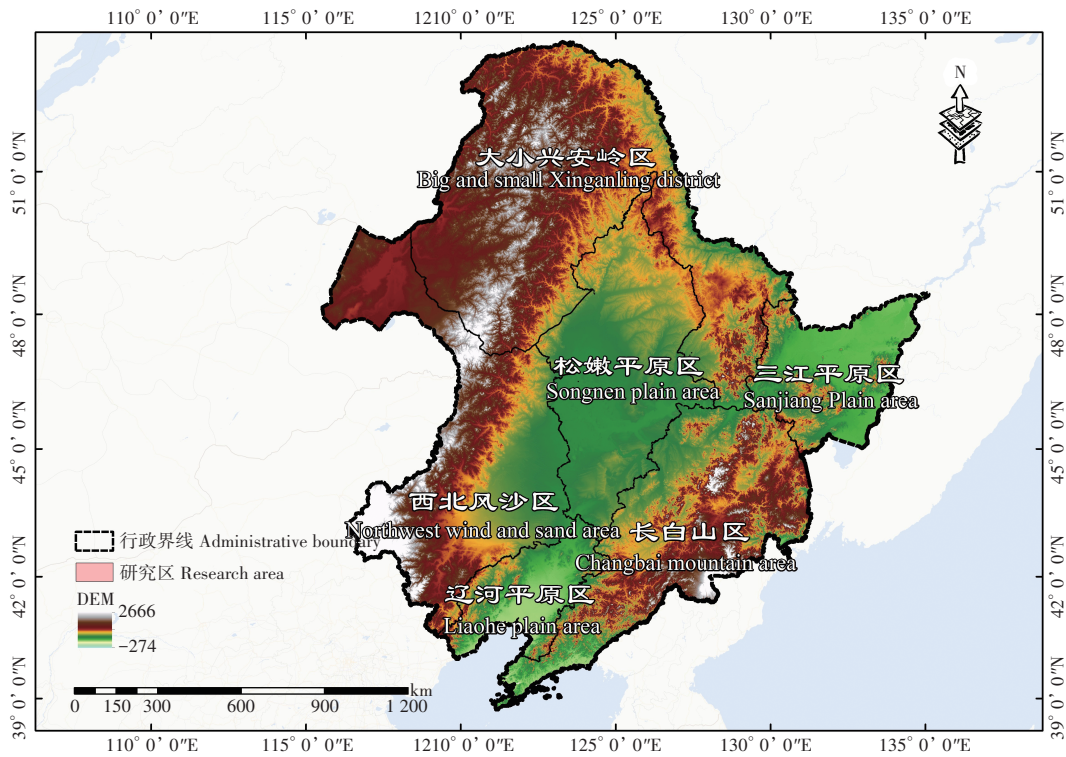 110° 0′ 0″E 115° 0′ 0″E 1210° 0′ 0″E 125° 0′ 0″E 130° 0′ 0″E 135° 0′ 0″E
N
51° 0′ 0″N
51° 0′ 0″N
大小兴安岭区
Big and small Xinganling district
48° 0′ 0″N
48° 0′ 0″N
松嫩平原区
Songnen plain area
三江平原区
Sanjiang Plain area
45° 0′ 0″N
45° 0′ 0″N
西北风沙区
Northwest wind and sand area
长白山区
Changbai mountain area
辽河平原区
Liaohe plain area
42° 0′ 0″N
42° 0′ 0″N
行政界线 Administrative boundary
研究区 Research area
DEM
2666
-274
km
0 150 300 600 900 1 200
39° 0′ 0″N
39° 0′ 0″N
110° 0′ 0″E 115° 0′ 0″E 1210° 0′ 0″E 125° 0′ 0″E 130° 0′ 0″E 135° 0′ 0″E